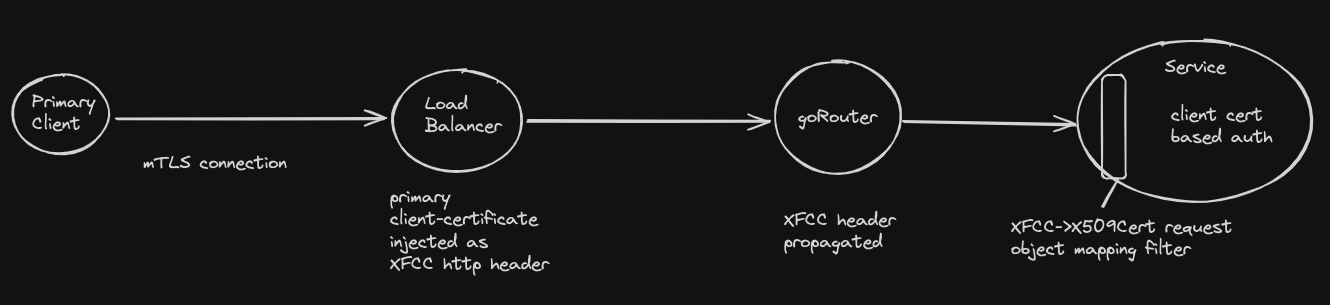 Primary
Client
mTLS connection
Load
Balancer
primary
client-certificate
injected as
XFCC http header
goRouter
XFCC header
propagated
Service
client cert
based auth
XFCC->X509Cert request
object mapping filter